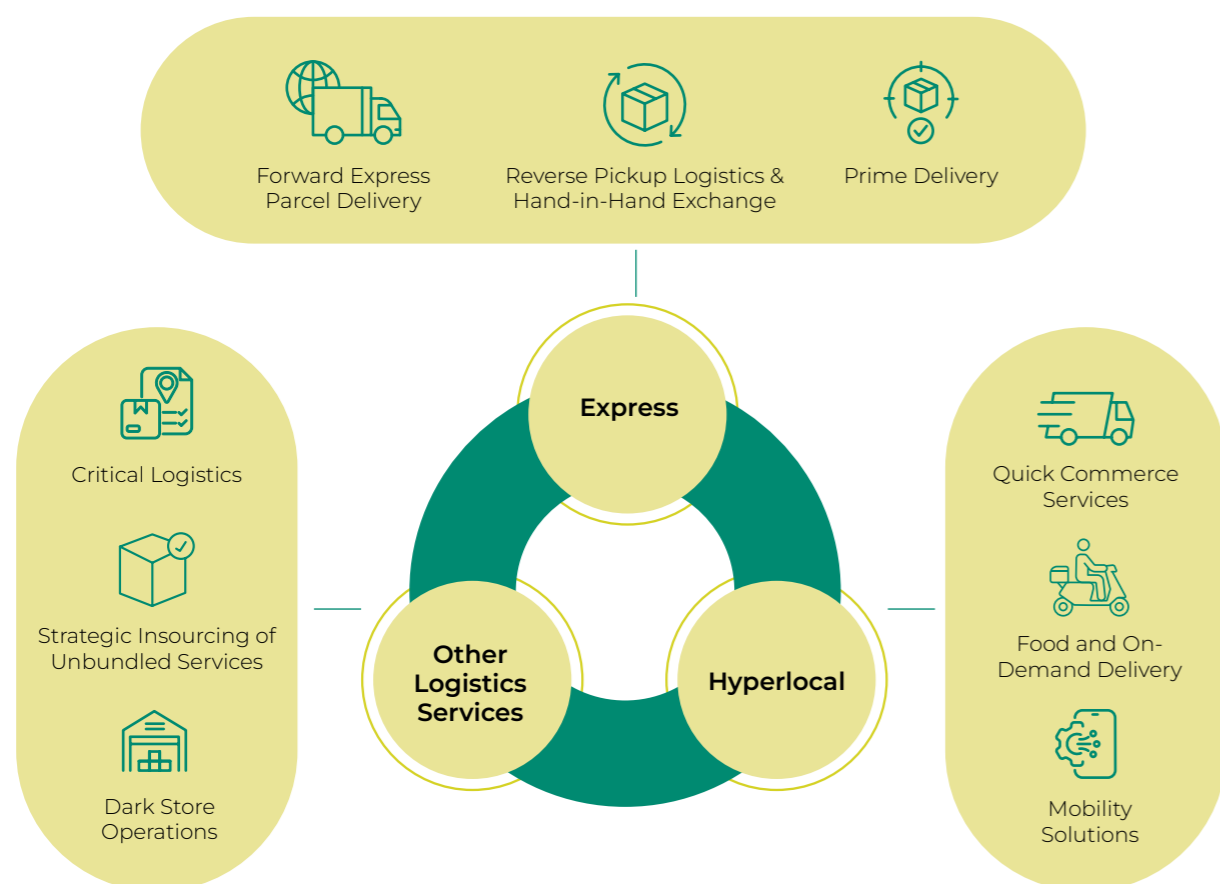 Forward Express
Parcel Delivery
Reverse Pickup Logistics &
Hand-in-Hand Exchange
Prime Delivery
Express
Critical Logistics
Strategic Insourcing of
Unbundled Services
Dark Store
Operations
Other
Logistics
Services
Hyperlocal
Quick Commerce
Services
Food and On-
Demand Delivery
Mobility
Solutions